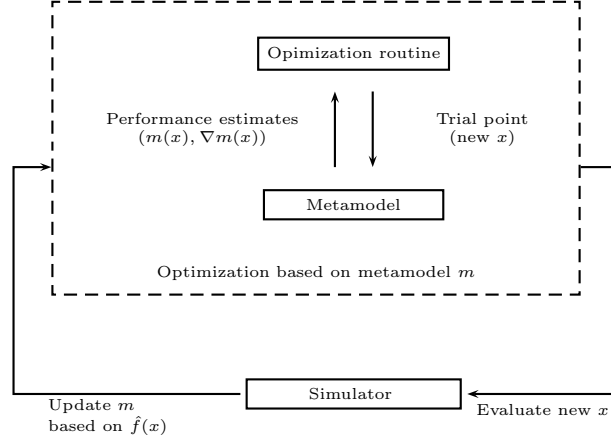 Opimization routine
Performance estimates
(m(x), ∇m(x))
Trial point
(new x)
Metamodel
Optimization based on metamodel m
Simulator
Update m
based on f̂(x)
Evaluate new x